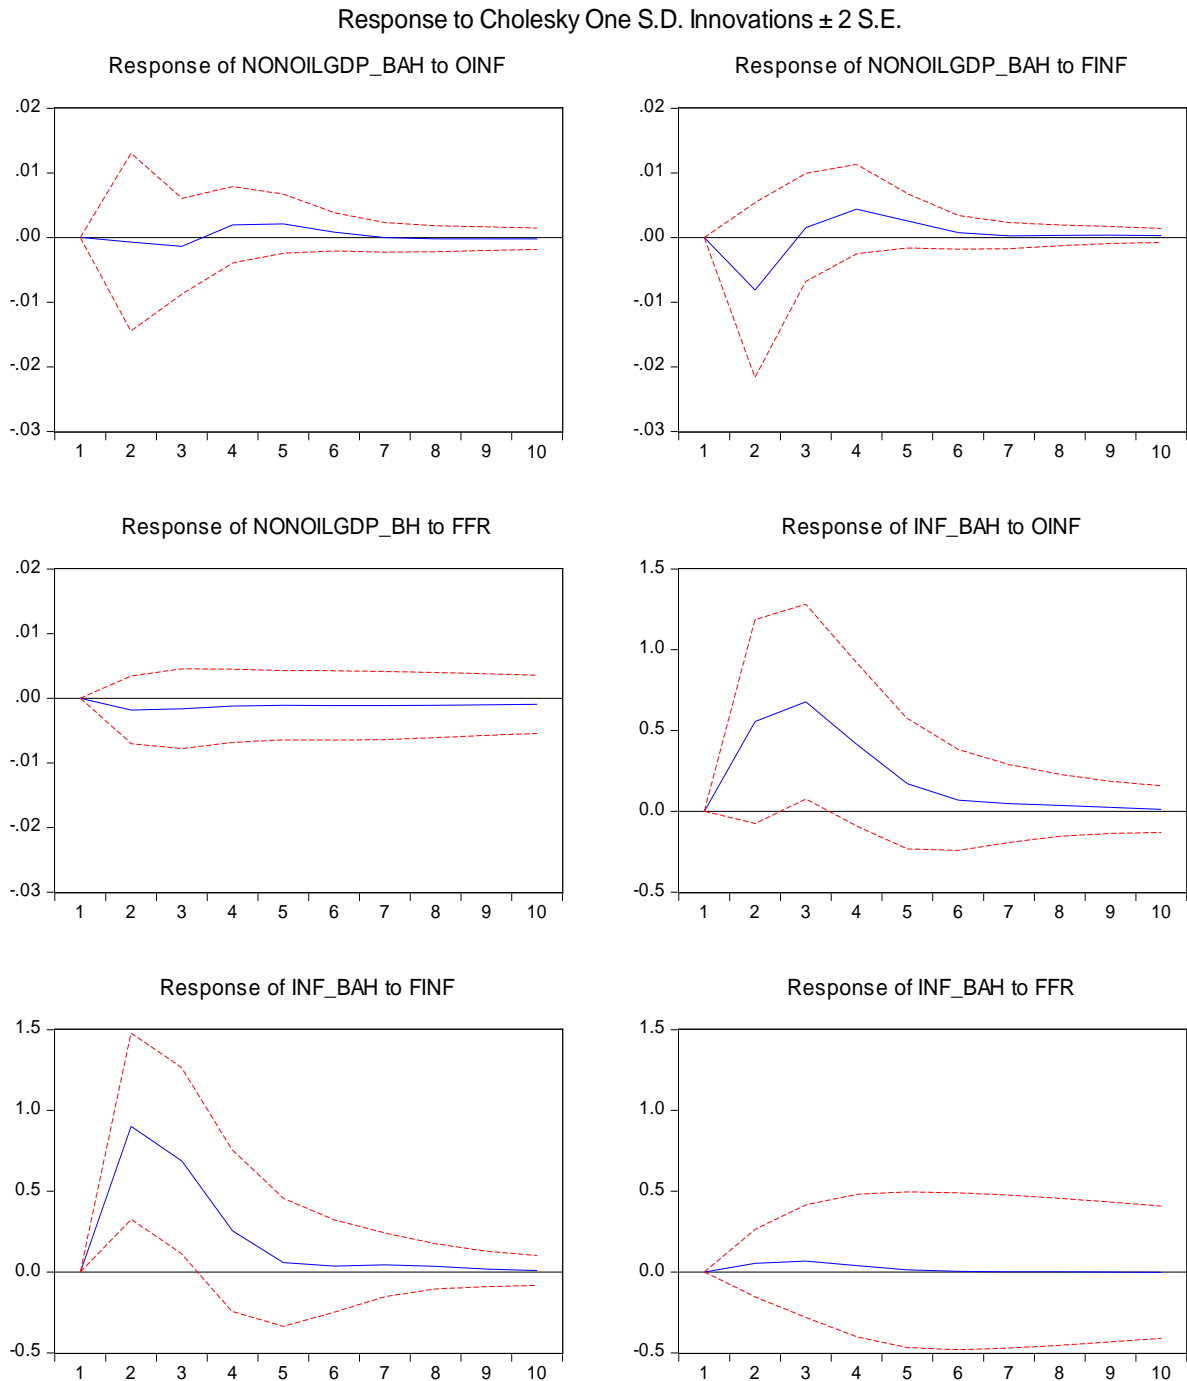 Response to Cholesky One S.D. Innovations ± 2 S.E.
Response of NONOILGDP_BAH to OINF
.02
.01
.00
-.01
-.02
-.03
1 2 3 4 5 6 7 8 9 10
Response of NONOILGDP_BAH to FINF
.02
.01
.00
-.01
-.02
-.03
1 2 3 4 5 6 7 8 9 10
Response of NONOILGDP_BH to FFR
.02
.01
.00
-.01
-.02
-.03
1 2 3 4 5 6 7 8 9 10
Response of INF_BAH to OINF
1.5
1.0
0.5
0.0
-0.5
1 2 3 4 5 6 7 8 9 10
Response of INF_BAH to FINF
1.5
1.0
0.5
0.0
-0.5
1 2 3 4 5 6 7 8 9 10
Response of INF_BAH to FFR
1.5
1.0
0.5
0.0
-0.5
1 2 3 4 5 6 7 8 9 10